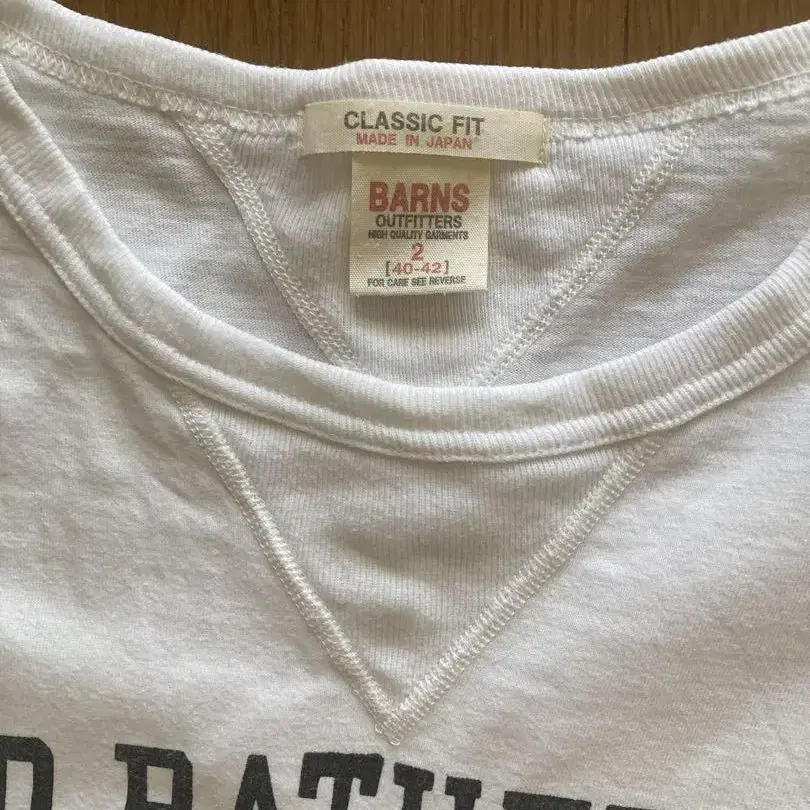 CLASSIC FIT
MADE IN JAPAN
BARNS
OUTFITTERS
HIGH QUALITY GARMENTS
2
[40-42]
FOR CARE SEE REVERSE